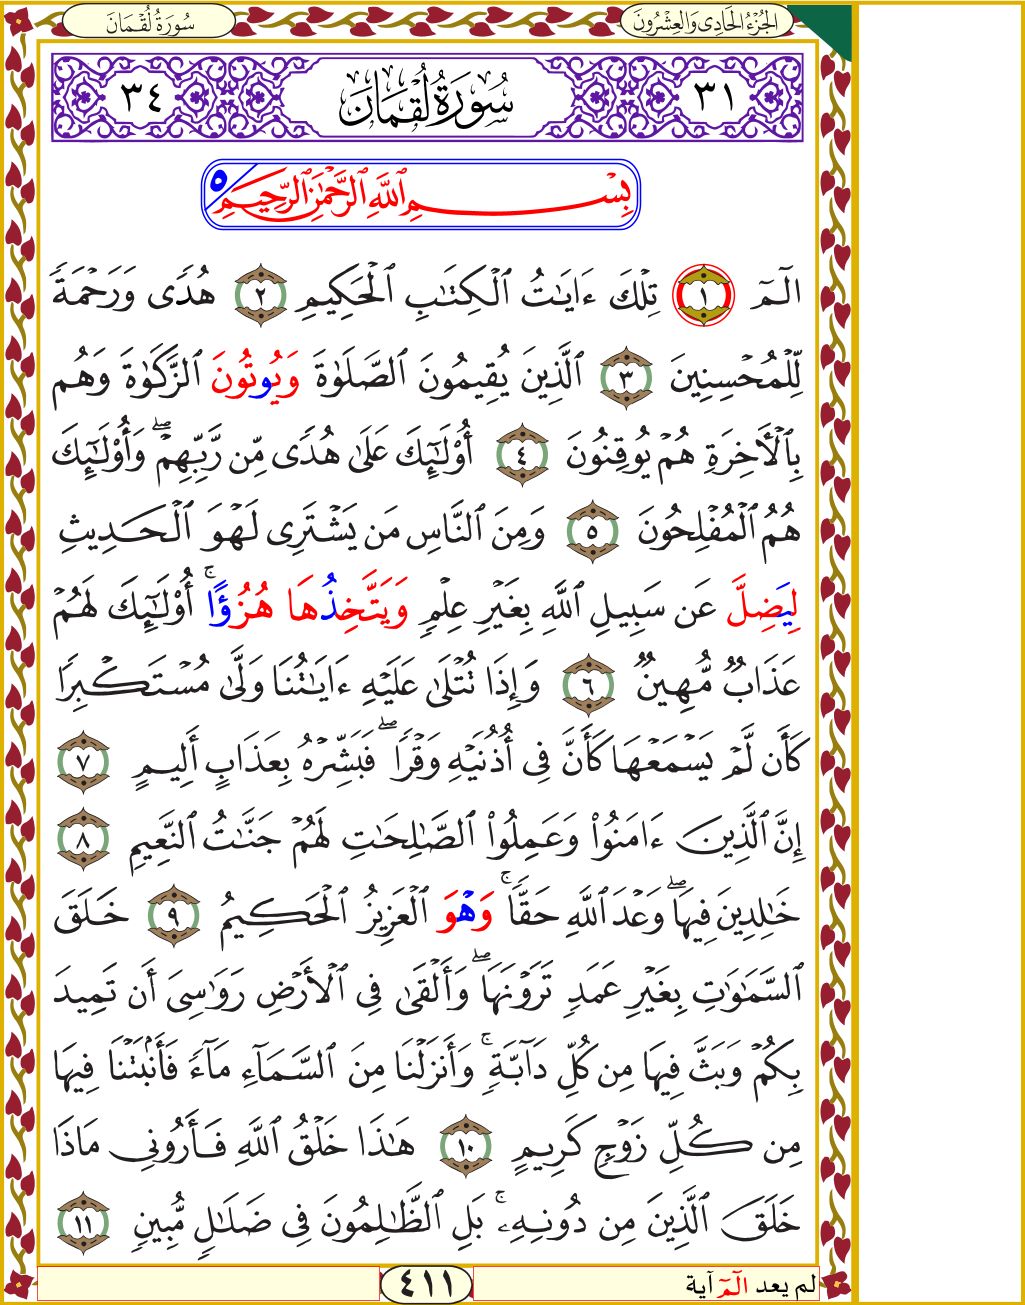 الجُزْءُ الحَادِى وَالعِشْرُونَ
سُورَةُ لُقْمَانَ
٣١ سُورَةُ لُقْمَانَ ٣٤
بِسْمِ ٱللَّهِ ٱلرَّحْمَٰنِ ٱلرَّحِيمِ ٥
الٓمٓ ١ تِلْكَ ءَايَٰتُ ٱلْكِتَٰبِ ٱلْحَكِيمِ ٢ هُدًى وَرَحْمَةً
لِّلْمُحْسِنِينَ ٣ ٱلَّذِينَ يُقِيمُونَ ٱلصَّلَوٰةَ وَيُوتُونَ ٱلزَّكَوٰةَ وَهُم
بِٱلْأَخِرَةِ هُمْ يُوقِنُونَ ٤ أُوْلَٰٓئِكَ عَلَىٰ هُدًى مِّن رَّبِّهِمْۖ وَأُوْلَٰٓئِكَ
هُمُ ٱلْمُفْلِحُونَ ٥ وَمِنَ ٱلنَّاسِ مَن يَشْتَرِى لَهْوَ ٱلْحَدِيثِ
لِيَضِلَّ عَن سَبِيلِ ٱللَّهِ بِغَيْرِ عِلْمٍ وَيَتَّخِذُهَا هُزُؤًاۚ أُوْلَٰٓئِكَ لَهُمْ
عَذَابٌ مُّهِينٌ ٦ وَإِذَا تُتْلَىٰ عَلَيْهِ ءَايَٰتُنَا وَلَّىٰ مُسْتَكْبِرًا
كَأَن لَّمْ يَسْمَعْهَا كَأَنَّ فِى أُذُنَيْهِ وَقْرًاۖ فَبَشِّرْهُ بِعَذَابٍ أَلِيمٍ ٧
إِنَّ ٱلَّذِينَ ءَامَنُوا۟ وَعَمِلُوا۟ ٱلصَّٰلِحَٰتِ لَهُمْ جَنَّٰتُ ٱلنَّعِيمِ ٨
خَٰلِدِينَ فِيهَاۖ وَعْدَ ٱللَّهِ حَقًّاۚ وَهْوَ ٱلْعَزِيزُ ٱلْحَكِيمُ ٩ خَلَقَ
ٱلسَّمَٰوَٰتِ بِغَيْرِ عَمَدٍ تَرَوْنَهَاۖ وَأَلْقَىٰ فِى ٱلْأَرْضِ رَوَٰسِىَ أَن تَمِيدَ
بِكُمْ وَبَثَّ فِيهَا مِن كُلِّ دَآبَّةٍۚ وَأَنزَلْنَا مِنَ ٱلسَّمَآءِ مَآءً فَأَنۢبَتْنَا فِيهَا
مِن كُلِّ زَوْجٍ كَرِيمٍ ١٠ هَٰذَا خَلْقُ ٱللَّهِ فَأَرُونِى مَاذَا
خَلَقَ ٱلَّذِينَ مِن دُونِهِۦۚ بَلِ ٱلظَّٰلِمُونَ فِى ضَلَٰلٍ مُّبِينٍ ١١
لم يعد الٓمٓ آية
٤١١